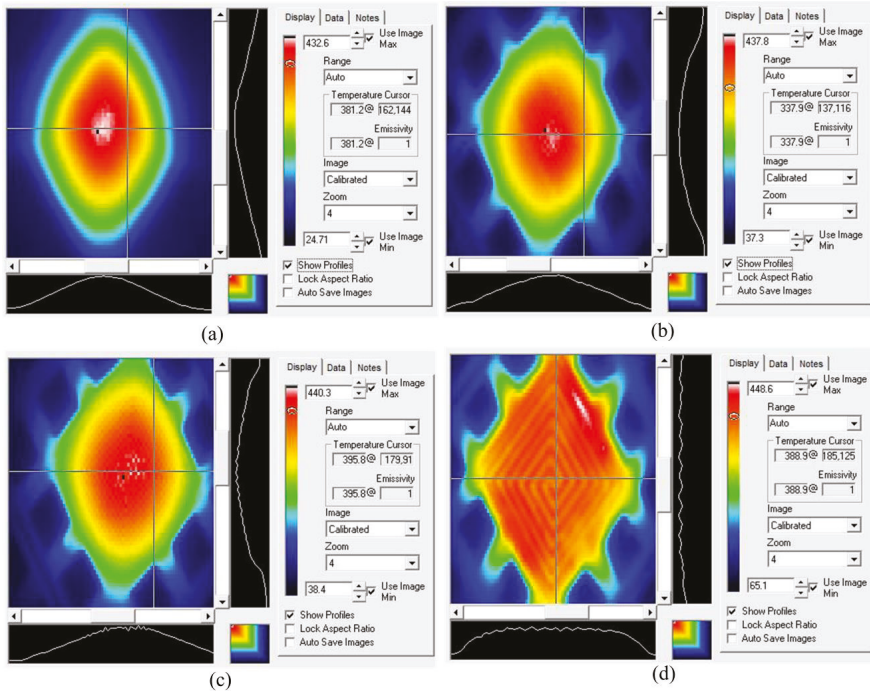 Display Data Notes
432.6 Use Image Max
Range
Auto
Temperature Cursor
381.2@ 162,144
Emissivity
381.2@ 1
Image
Calibrated
Zoom
4
24.71 Use Image Min
Show Profiles
Lock Aspect Ratio
Auto Save Images
(a)
Display Data Notes
437.8 Use Image Max
Range
Auto
Temperature Cursor
337.9@ 137,116
Emissivity
337.9@ 1
Image
Calibrated
Zoom
4
37.3 Use Image Min
Show Profiles
Lock Aspect Ratio
Auto Save Images
(b)
Display Data Notes
440.3 Use Image Max
Range
Auto
Temperature Cursor
395.8@ 179,91
Emissivity
395.8@ 1
Image
Calibrated
Zoom
4
38.4 Use Image Min
Show Profiles
Lock Aspect Ratio
Auto Save Images
(c)
Display Data Notes
448.6 Use Image Max
Range
Auto
Temperature Cursor
388.9@ 185,125
Emissivity
388.9@ 1
Image
Calibrated
Zoom
4
65.1 Use Image Min
Show Profiles
Lock Aspect Ratio
Auto Save Images
(d)